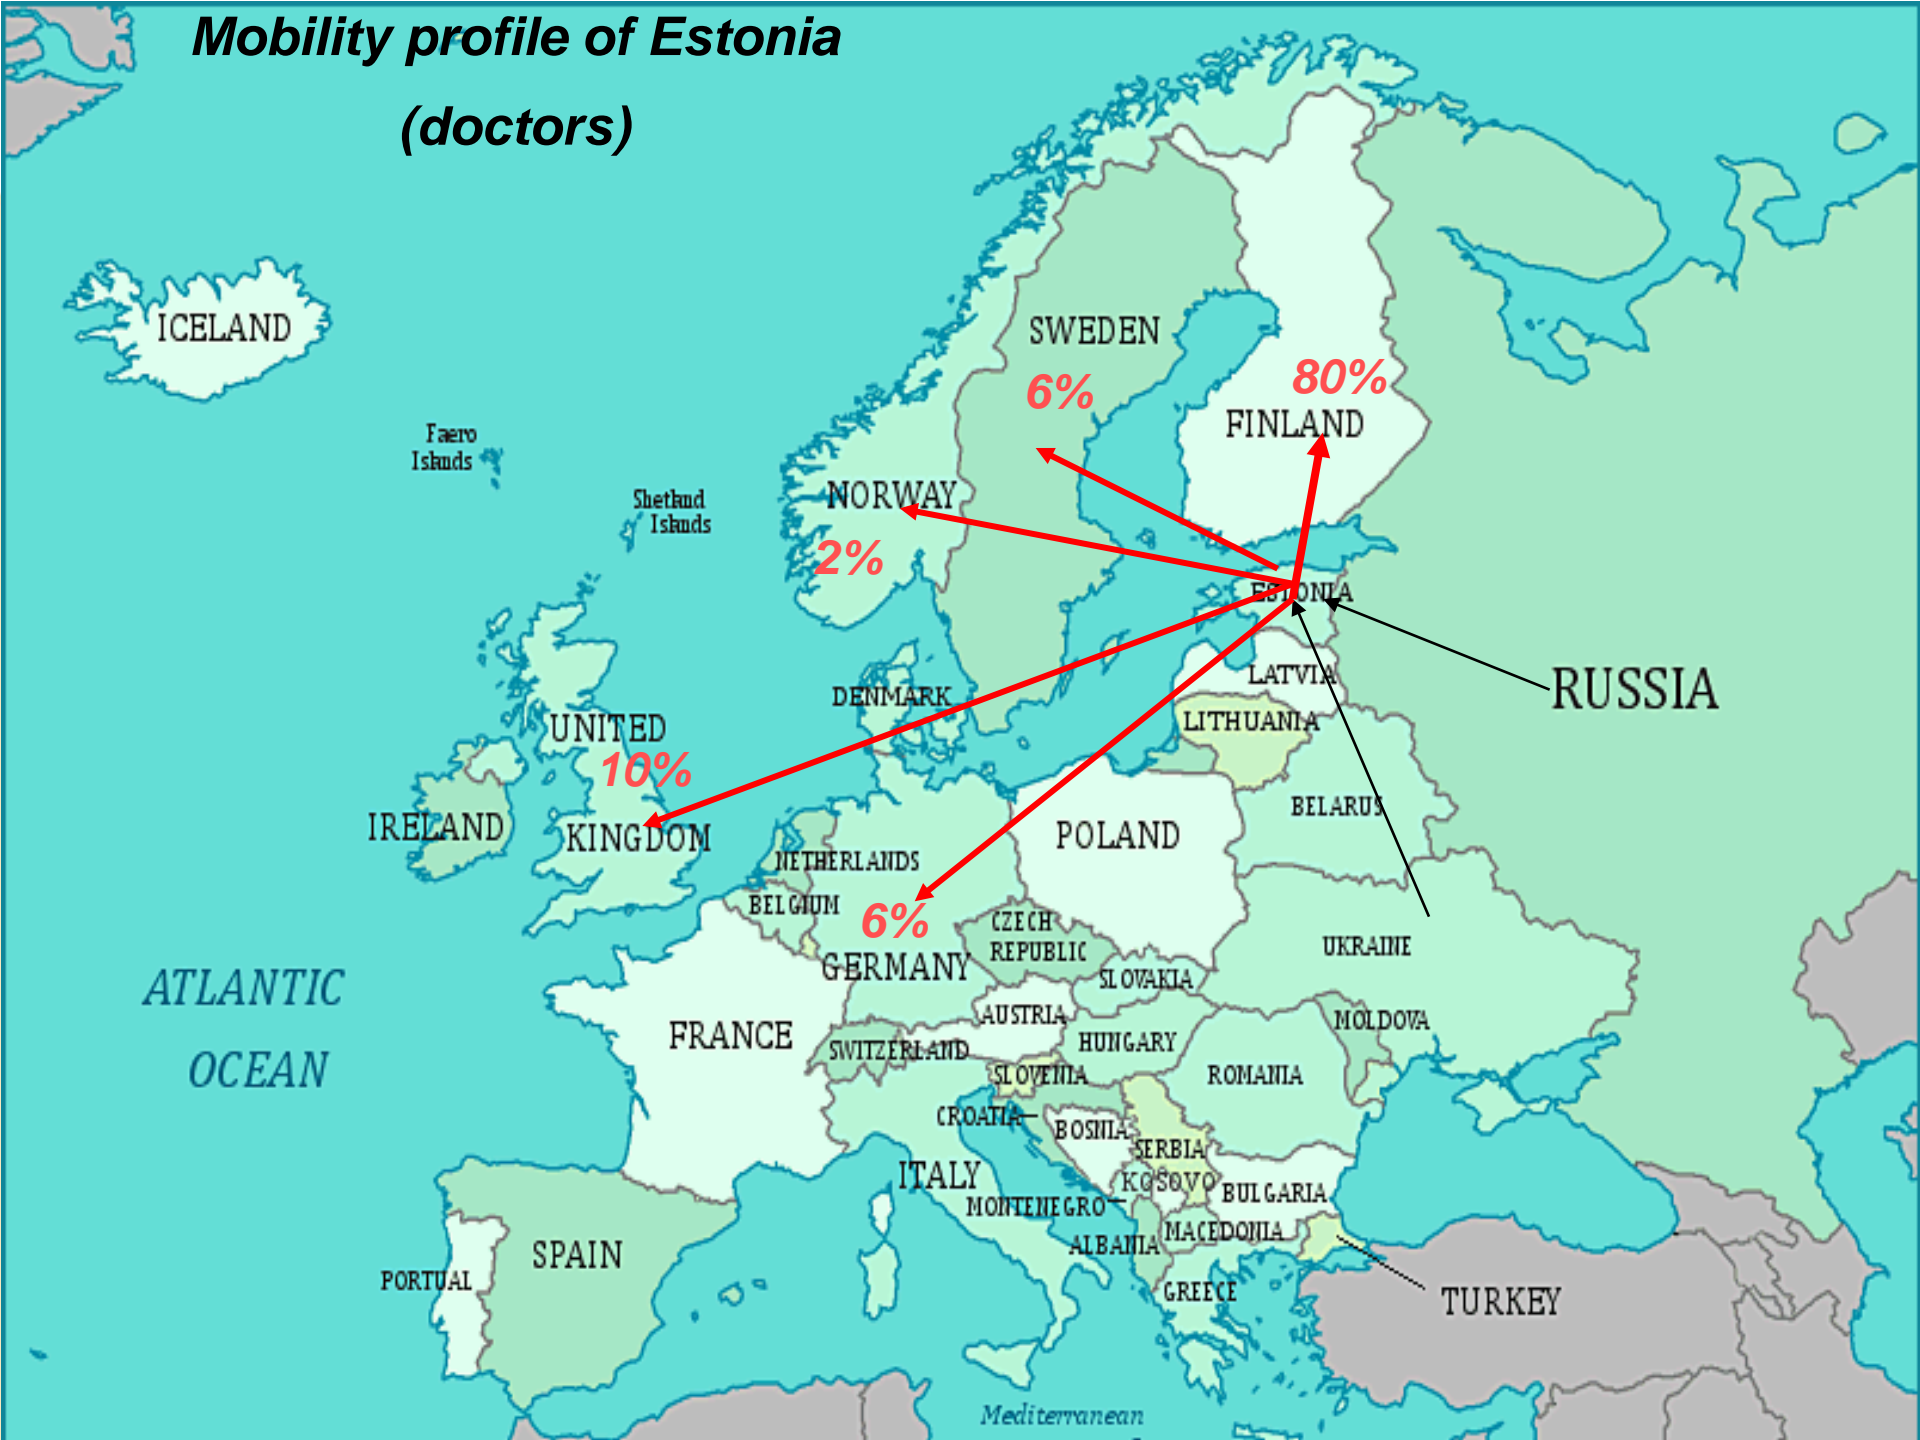 Mobility profile of Estonia
(doctors)
ICELAND
SWEDEN
6%
80%
FINLAND
Faero
Islands
Shetland
Islands
NORWAY
2%
ESTONIA
RUSSIA
LATVIA
DENMARK
LITHUANIA
UNITED
10%
KINGDOM
IRELAND
BELARUS
POLAND
NETHERLANDS
BELGIUM
6%
GERMANY
CZECH
REPUBLIC
UKRAINE
SLOVAKIA
ATLANTIC
OCEAN
FRANCE
AUSTRIA
MOLDOVA
SWITZERLAND
HUNGARY
SLOVENIA
ROMANIA
CROATIA
BOSNIA
SERBIA
ITALY
KOSOVO
BULGARIA
MONTENEGRO
MACEDONIA
ALBANIA
SPAIN
PORTUAL
GREECE
TURKEY
Mediterranean